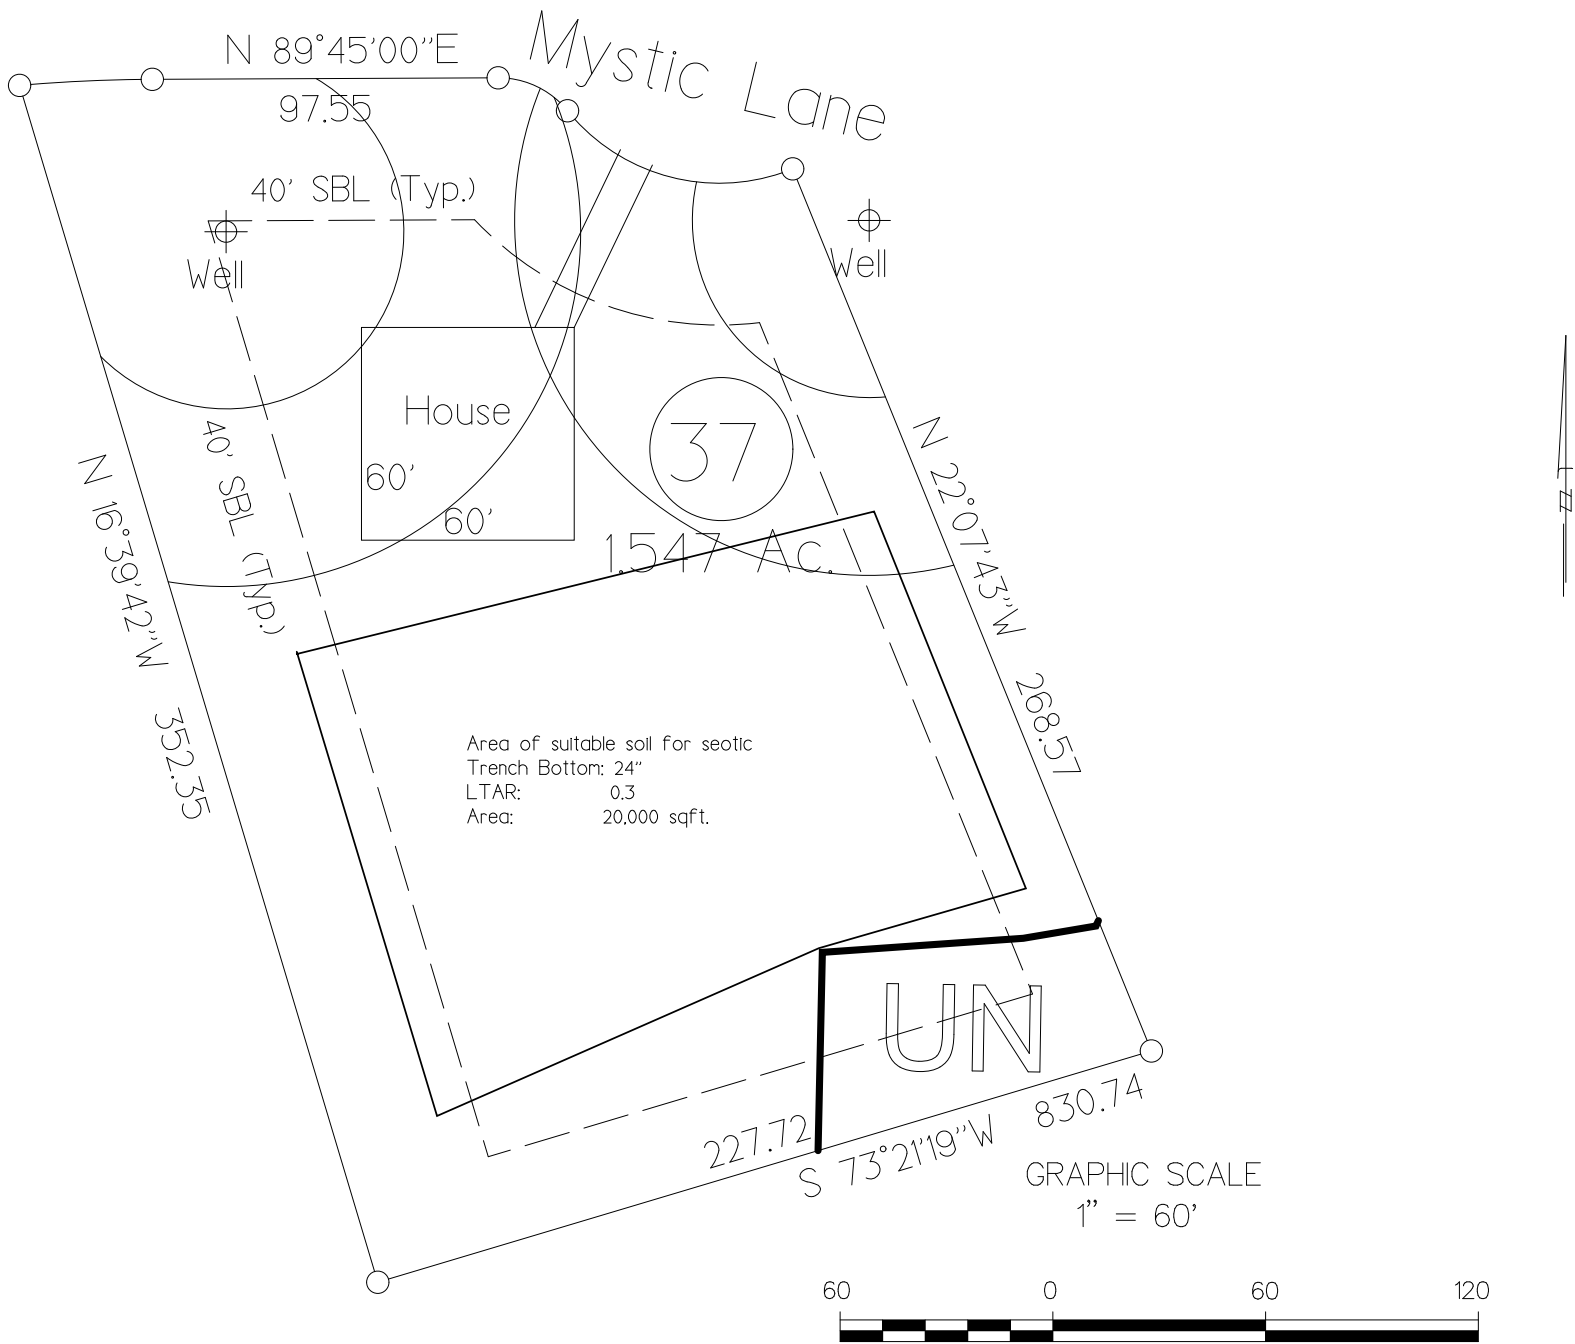 Mystic Lane
N 89°45'00"E
97.55
40' SBL (Typ.)
Well
Well
House
60'
60'
37
1.547 Ac.
40' SBL (Typ.)
N 16°39'42"W 352.35
N 22°07'43"W 268.57
N
Area of suitable soil for seotic
Trench Bottom: 24"
LTAR: 0.3
Area: 20,000 sqft.
UN
227.72
S 73°21'19"W 830.74
GRAPHIC SCALE
1" = 60'
60 0 60 120